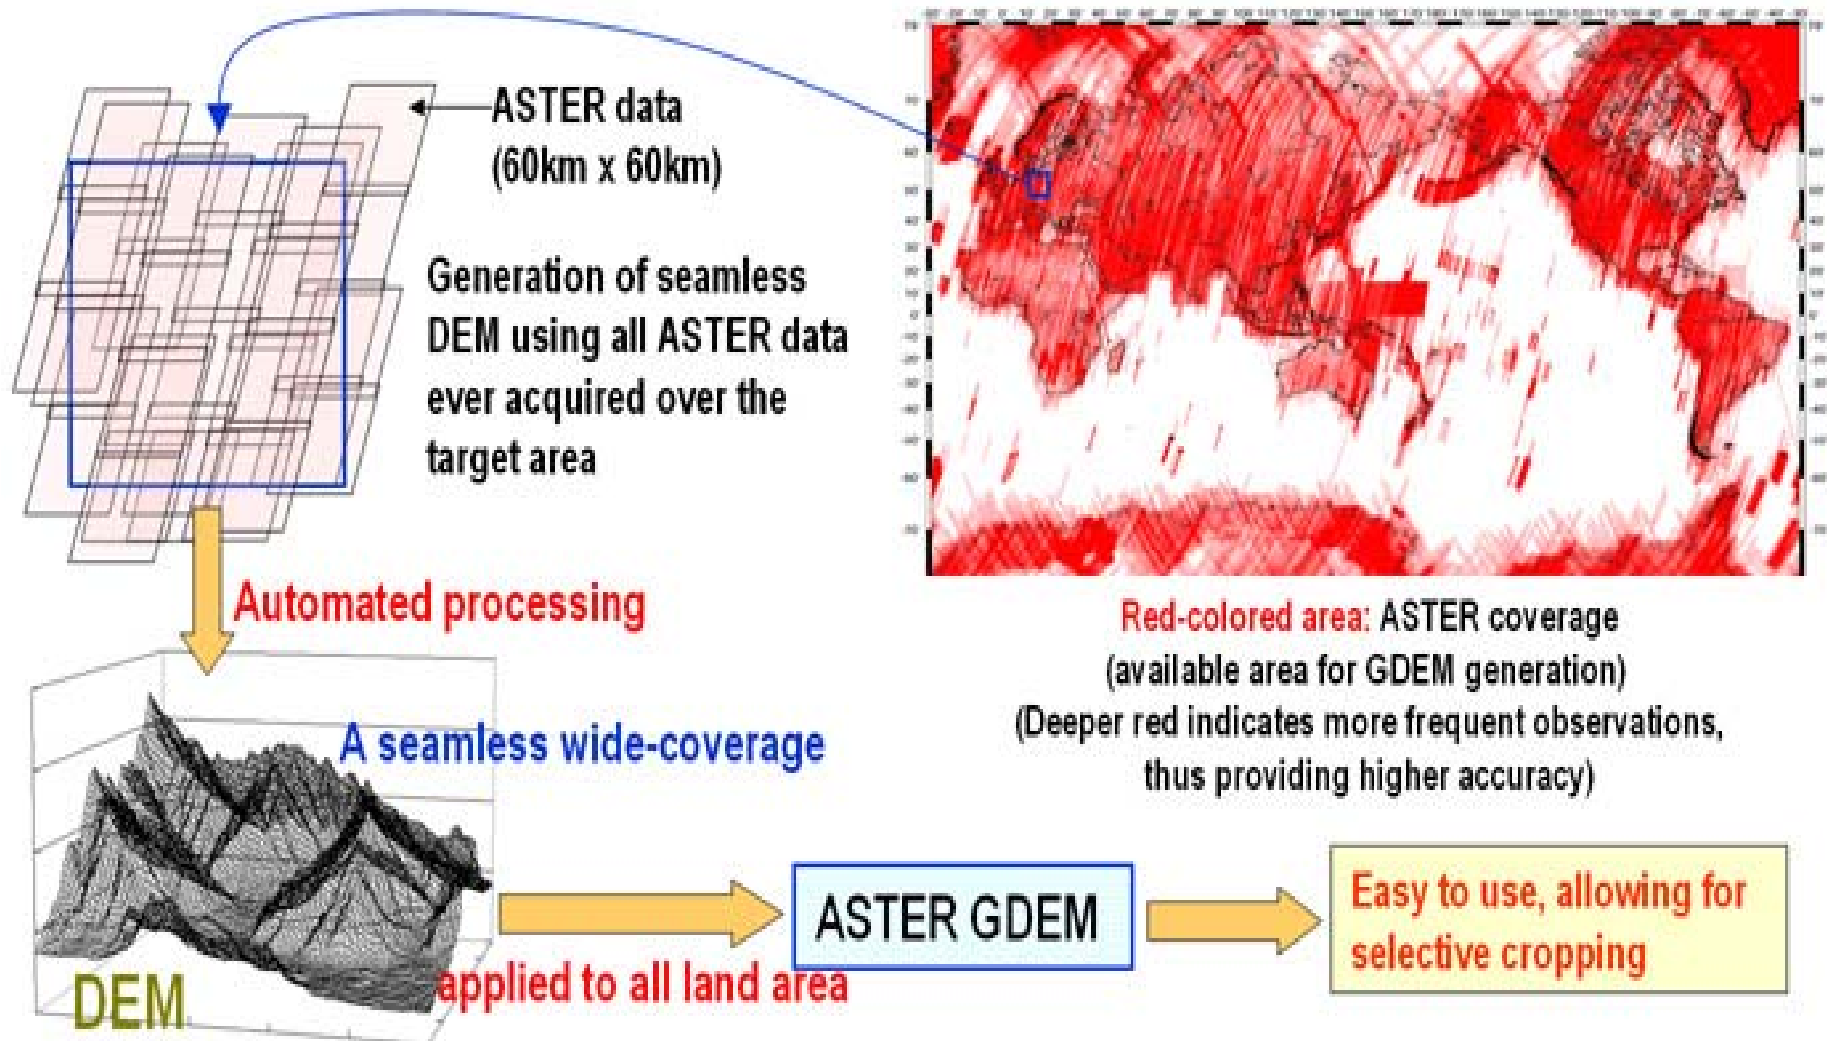 ASTER data
(60km x 60km)
Generation of seamless
DEM using all ASTER data
ever acquired over the
target area
Automated processing
A seamless wide-coverage
DEM
applied to all land area
Red-colored area: ASTER coverage
(available area for GDEM generation)
(Deeper red indicates more frequent observations,
thus providing higher accuracy)
ASTER GDEM
Easy to use, allowing for
selective cropping